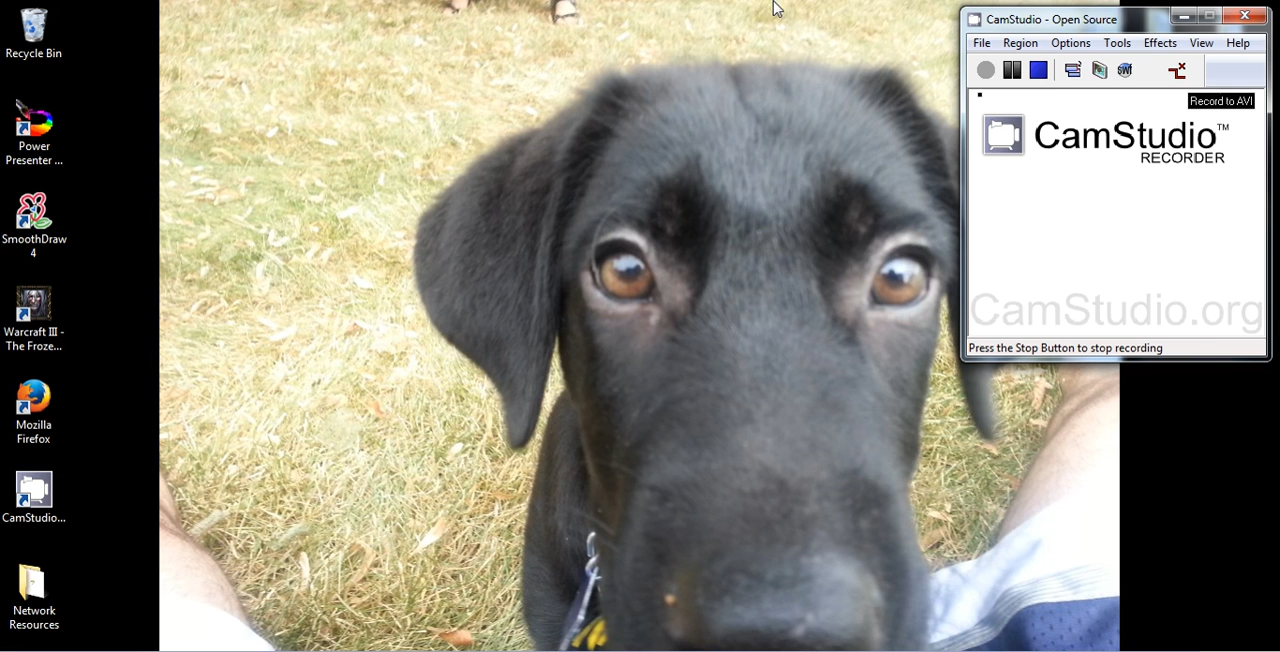 Recycle Bin
Power
Presenter ...
SmoothDraw
4
Warcraft III -
The Froze...
Mozilla
Firefox
CamStudio...
Network
Resources
CamStudio - Open Source
File Region Options Tools Effects View Help
SWF
Record to AVI
CamStudio™
RECORDER
CamStudio.org
Press the Stop Button to stop recording